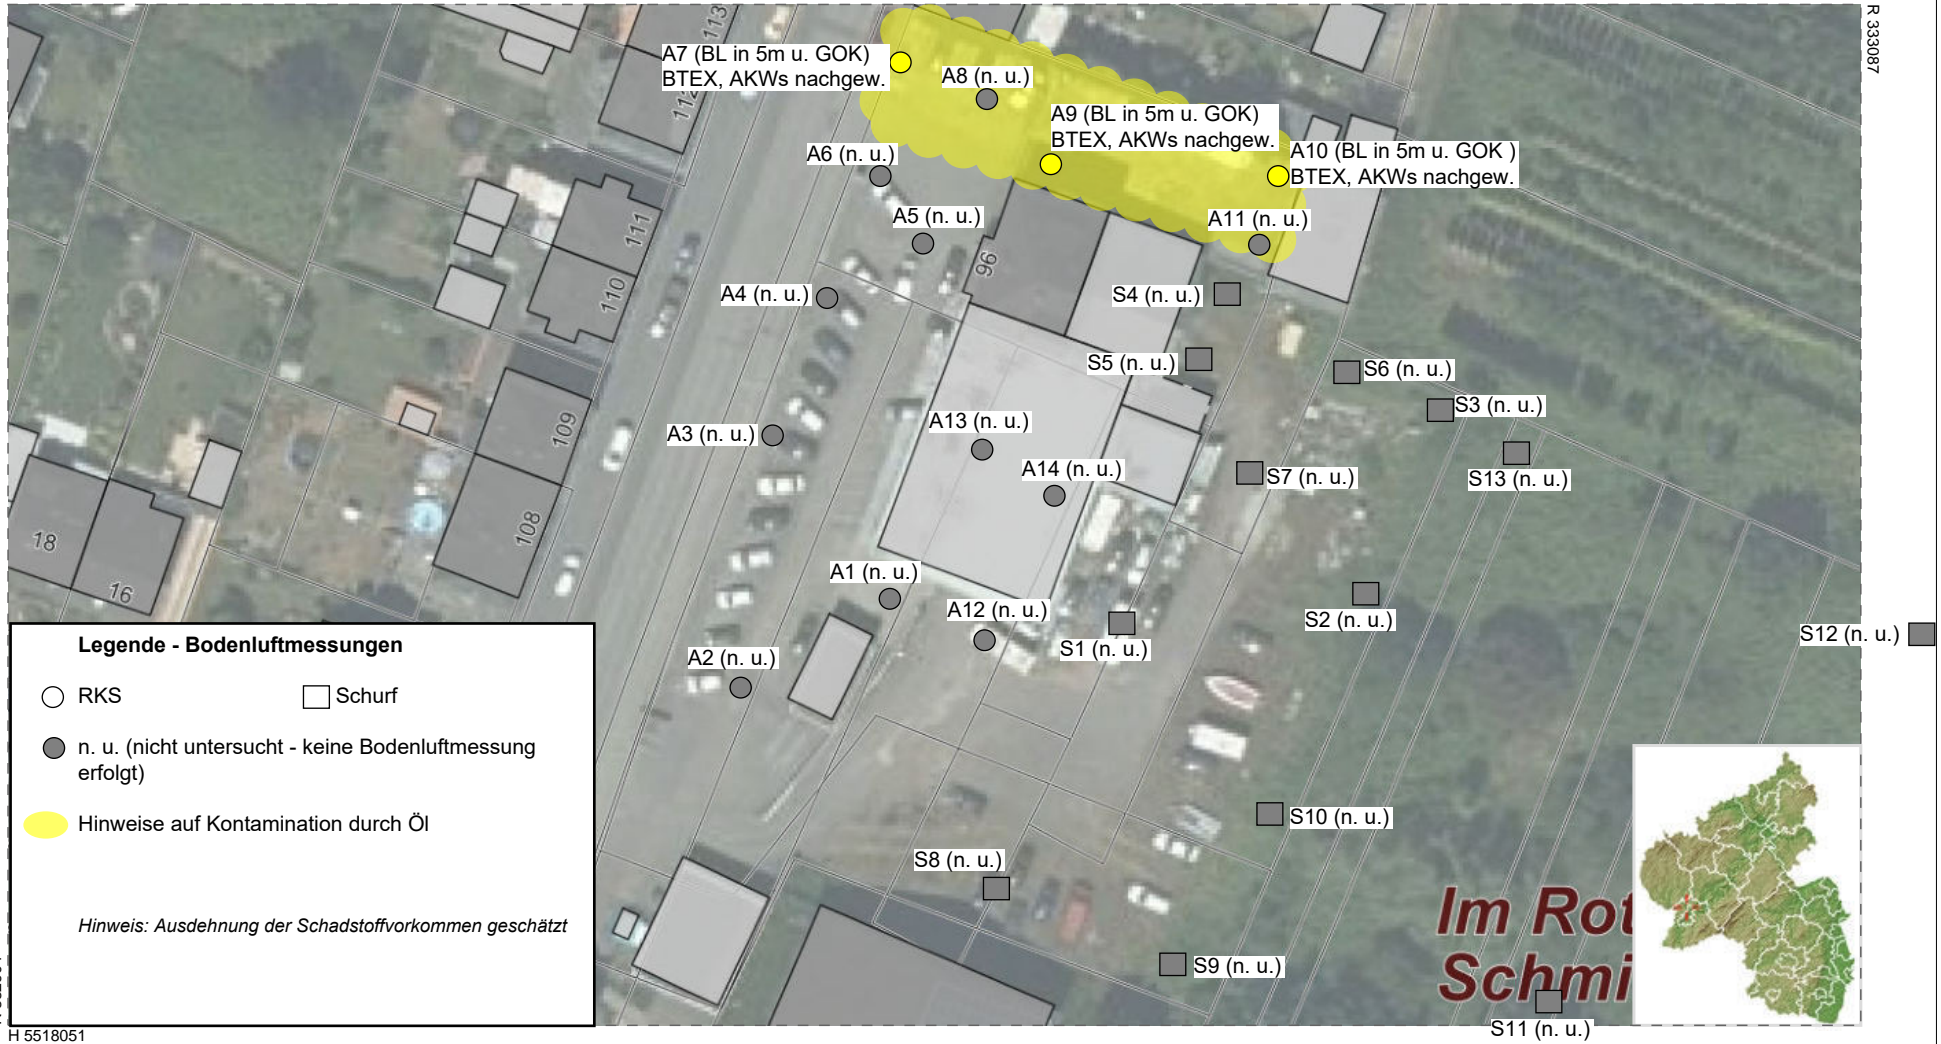 R 333087
113
A7 (BL in 5m u. GOK)
BTEX, AKWs nachgew.
112
A8 (n. u.)
A9 (BL in 5m u. GOK)
BTEX, AKWs nachgew.
A10 (BL in 5m u. GOK )
BTEX, AKWs nachgew.
A6 (n. u.)
A5 (n. u.)
A11 (n. u.)
111
96
110
A4 (n. u.)
S4 (n. u.)
S5 (n. u.)
S6 (n. u.)
S3 (n. u.)
109
A3 (n. u.)
A13 (n. u.)
A14 (n. u.)
S7 (n. u.)
S13 (n. u.)
108
18
16
A1 (n. u.)
A12 (n. u.)
S1 (n. u.)
S2 (n. u.)
S12 (n. u.)
A2 (n. u.)
Legende - Bodenluftmessungen
RKS
Schurf
n. u. (nicht untersucht - keine Bodenluftmessung
erfolgt)
Hinweise auf Kontamination durch Öl
Hinweis: Ausdehnung der Schadstoffvorkommen geschätzt
S10 (n. u.)
S8 (n. u.)
S9 (n. u.)
Im Rot
Schmi
S11 (n. u.)
H 5518051